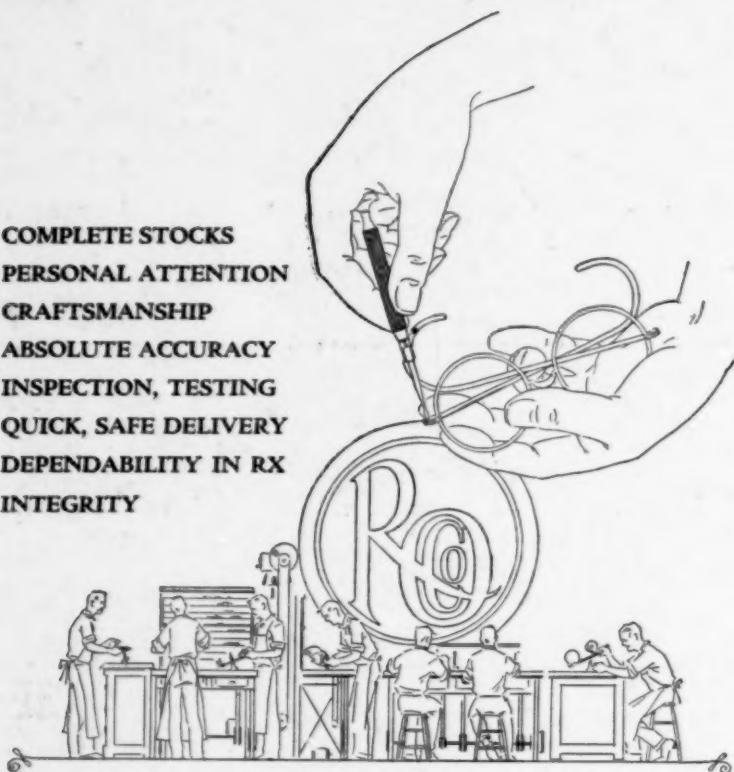 COMPLETE STOCKS
PERSONAL ATTENTION
CRAFTSMANSHIP
ABSOLUTE ACCURACY
INSPECTION, TESTING
QUICK, SAFE DELIVERY
DEPENDABILITY IN RX
INTEGRITY